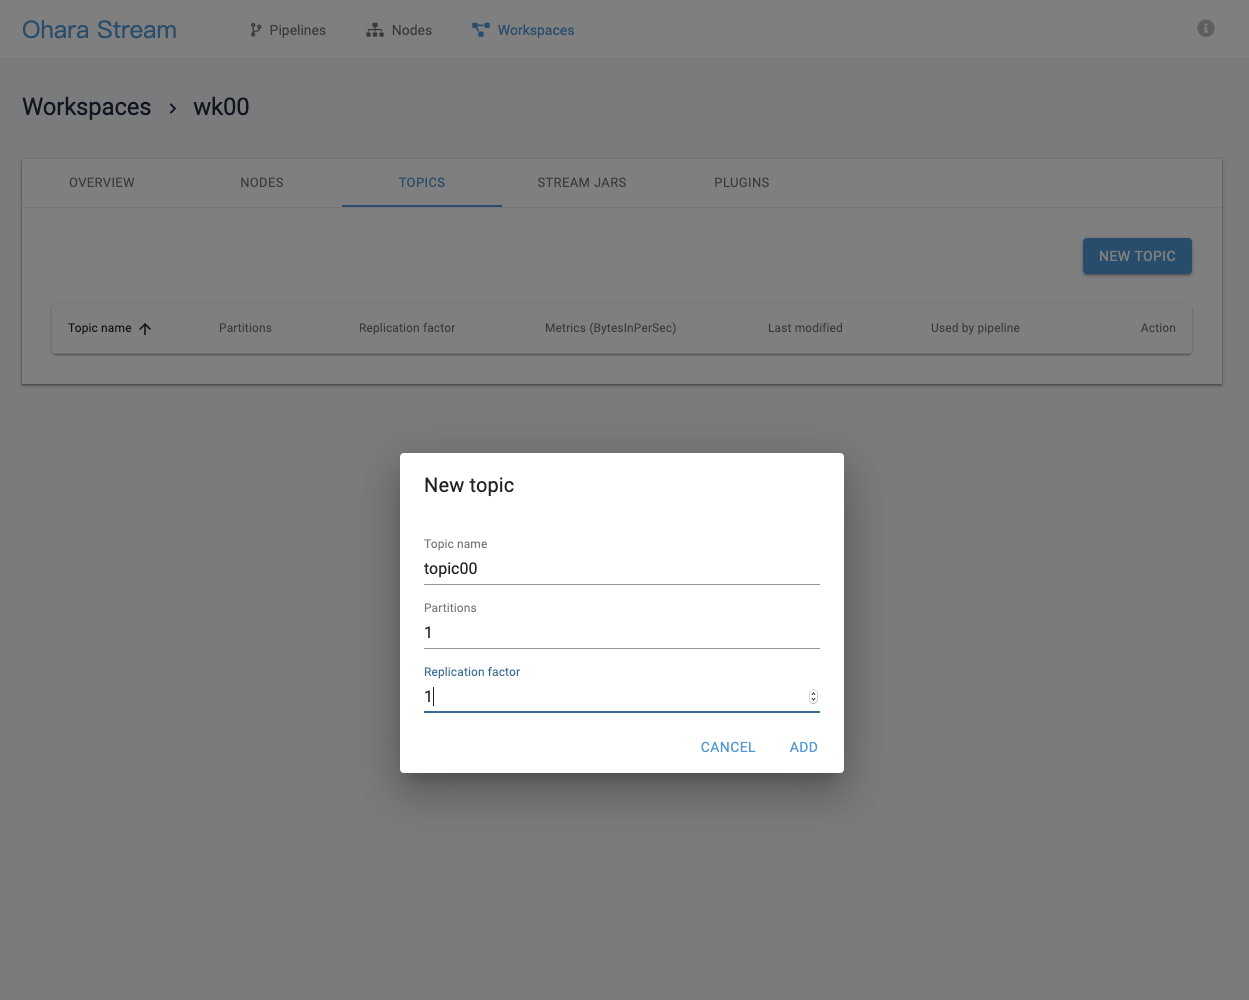 Ohara Stream Pipelines Nodes Workspaces
Workspaces › wk00
OVERVIEW NODES TOPICS STREAM JARS PLUGINS
NEW TOPIC
Topic name Partitions Replication factor Metrics (BytesInPerSec) Last modified Used by pipeline Action
New topic
Topic name
topic00
Partitions
1
Replication factor
1
CANCEL ADD